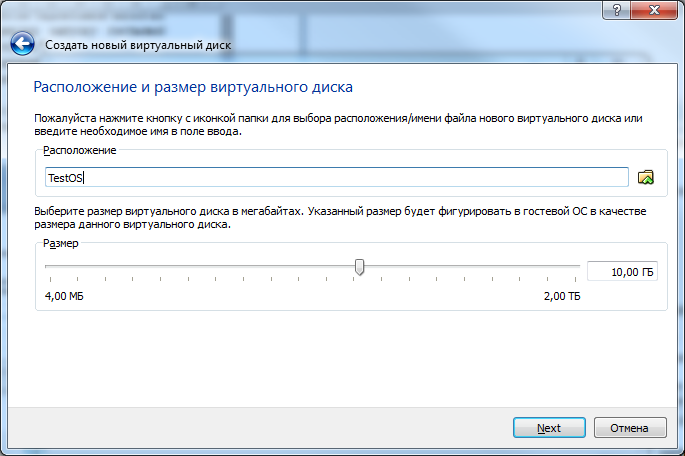 Создать новый виртуальный диск
Расположение и размер виртуального диска
Пожалуйста нажмите кнопку с иконкой папки для выбора расположения/имени файла нового виртуального диска или
введите необходимое имя в поле ввода.
Расположение
TestOS
Выберите размер виртуального диска в мегабайтах. Указанный размер будет фигурировать в гостевой ОС в качестве
размера данного виртуального диска.
Размер
10,00 ГБ
4,00 МБ 2,00 ТБ
Next Отмена